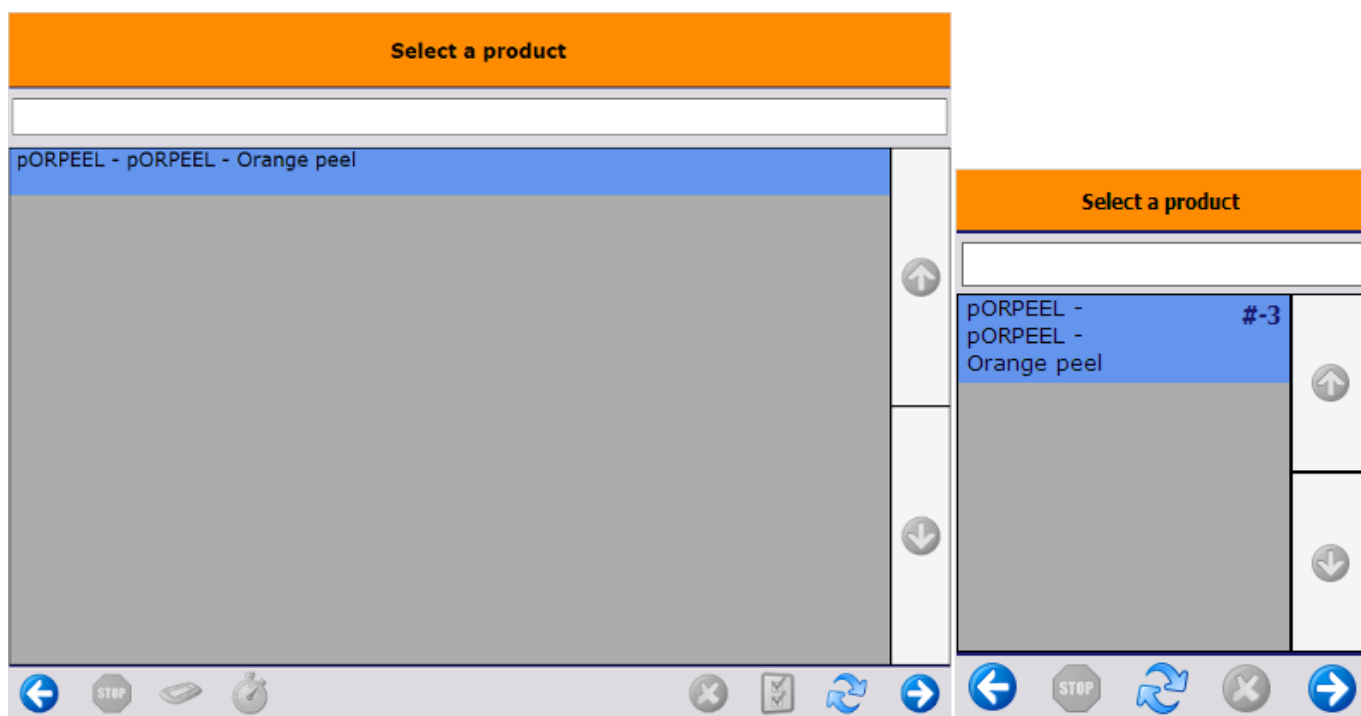 Select a product
pORPEEL - pORPEEL - Orange peel
STOP
Select a product
pORPEEL -
pORPEEL -
Orange peel
#-3
STOP